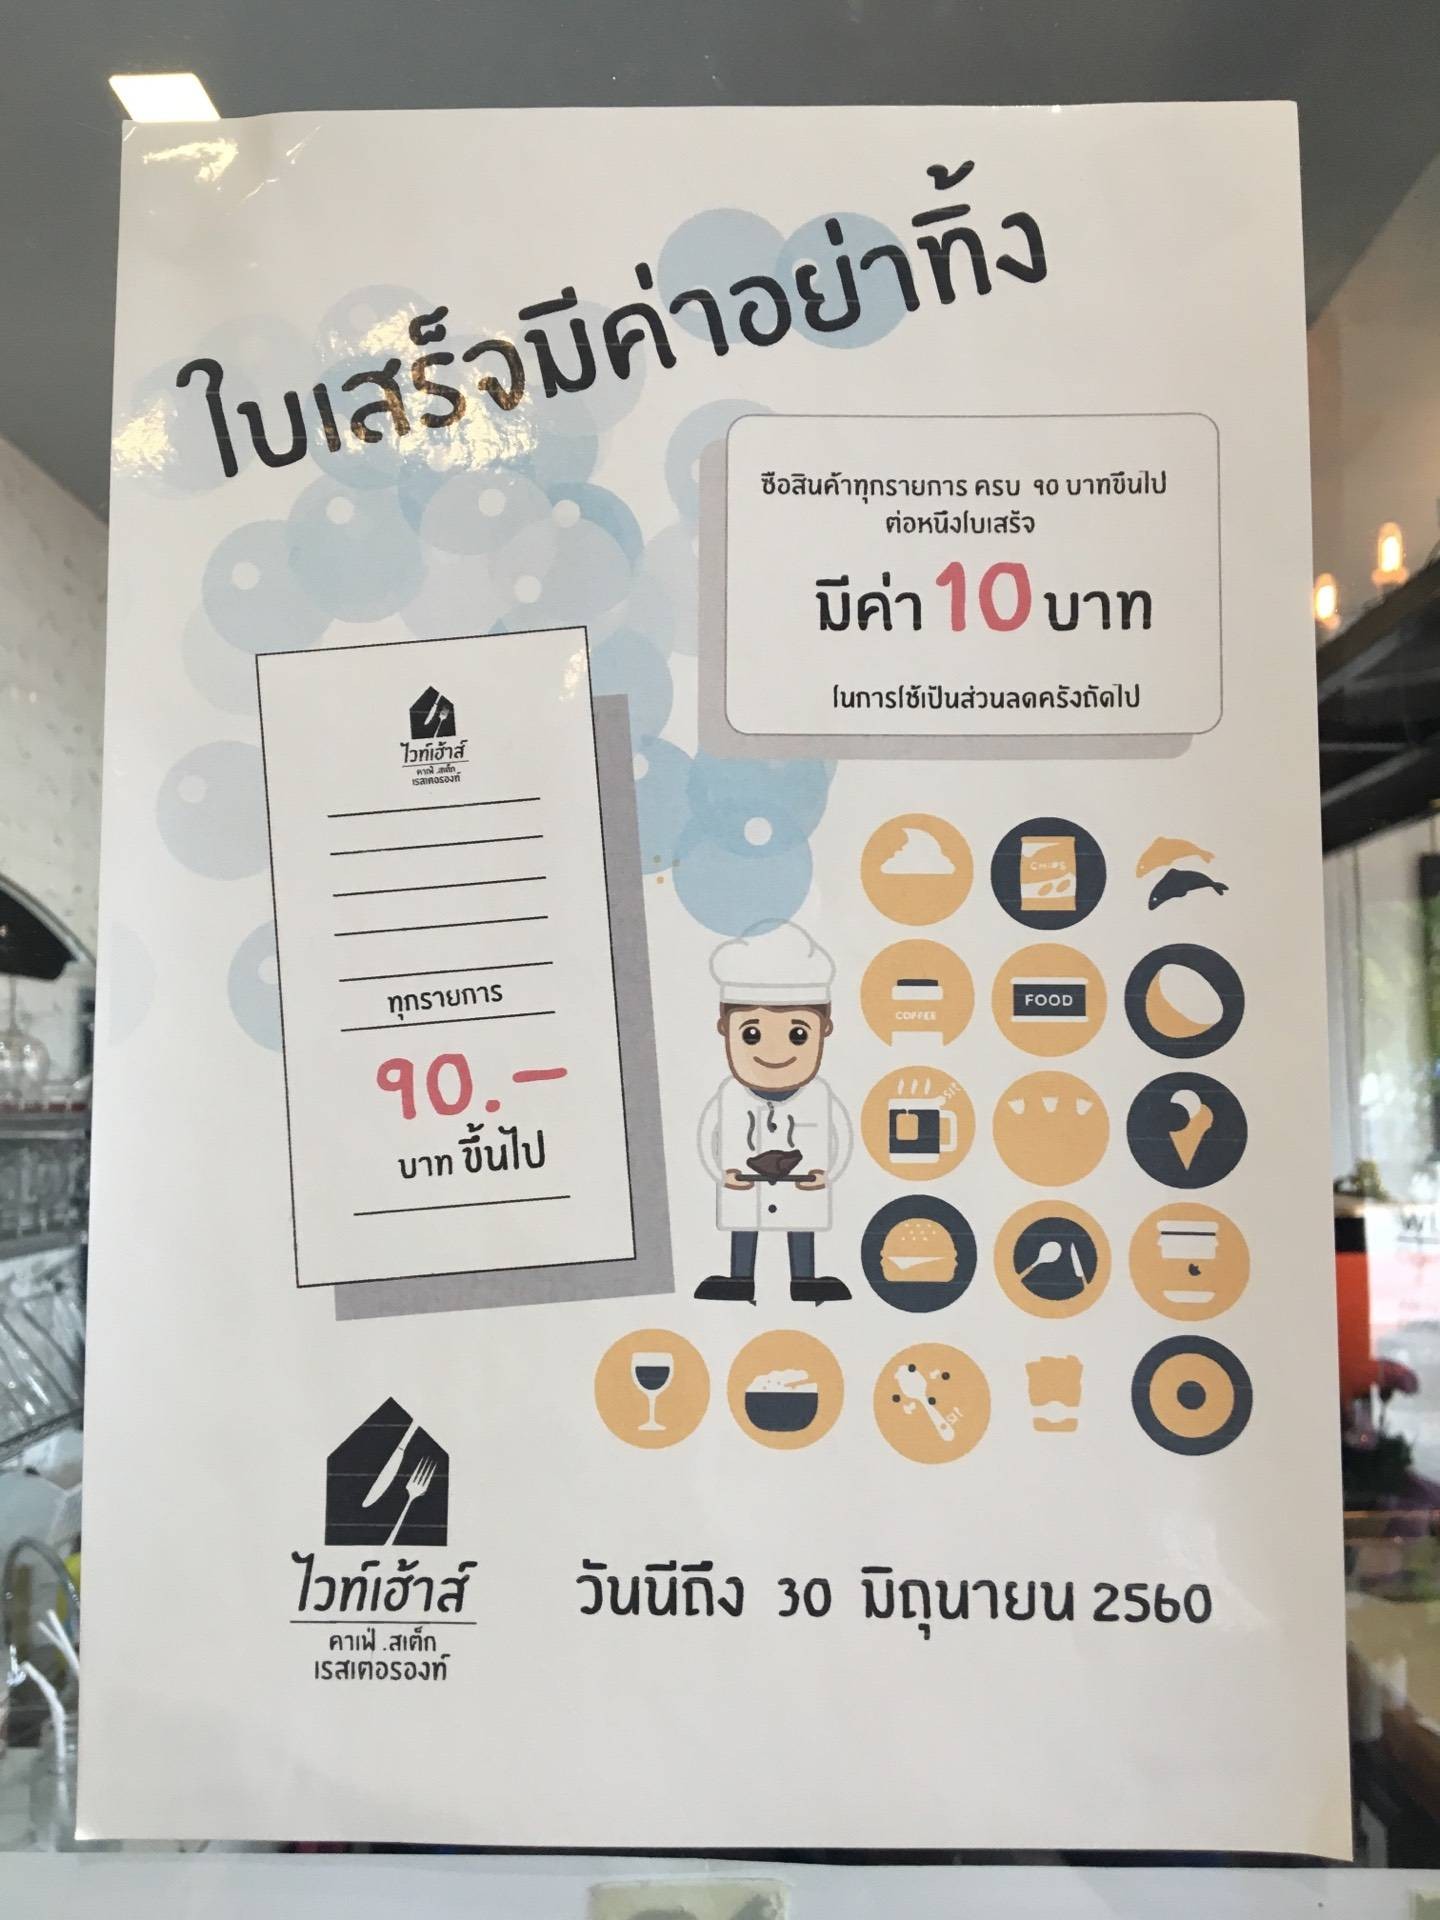 ใบเสร็จมีค่าอย่าทิ้ง
ซื้อสินค้าทุกรายการ ครบ 90 บาทขึ้นไป
ต่อหนึ่งใบเสร็จ
มีค่า 10 บาท
ในการใช้เป็นส่วนลดครั้งถัดไป
ไวท์เฮ้าส์
คาเฟ่ .สเต็ก
เรสเตอรองท์
ทุกรายการ
90.-
บาท ขึ้นไป
CHIPS
COFFEE
FOOD
ไวท์เฮ้าส์
คาเฟ่ .สเต็ก
เรสเตอรองท์
วันนี้ถึง 30 มิถุนายน 2560